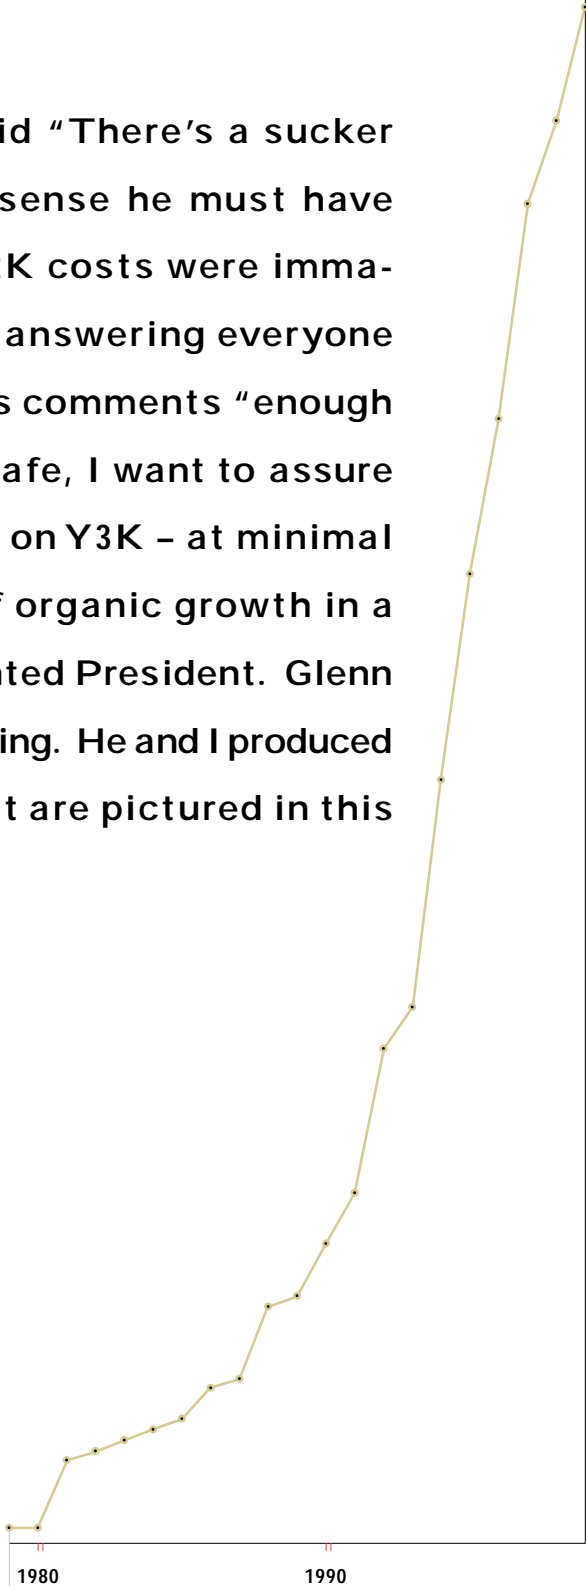 id “There’s a sucker
sense he must have
K costs were imma-
answering everyone
s comments “enough
afe, I want to assure
on Y3K – at minimal
f organic growth in a
ted President. Glenn
ing. He and I produced
t are pictured in this
1980
1990